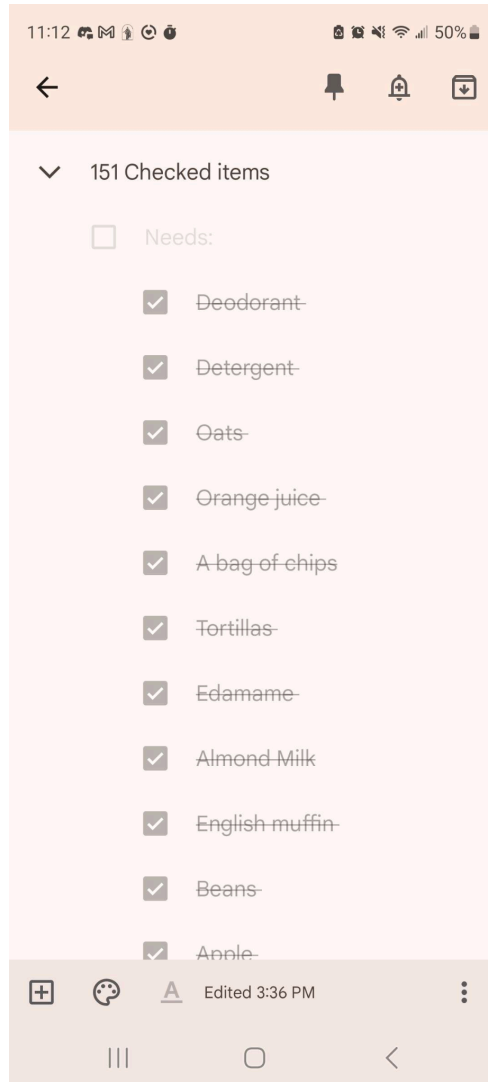 11:12
50%
151 Checked items
Needs:
Deodorant
Detergent
Oats
Orange juice
A bag of chips
Tortillas
Edamame
Almond Milk
English muffin
Beans
Apple
A
Edited 3:36 PM